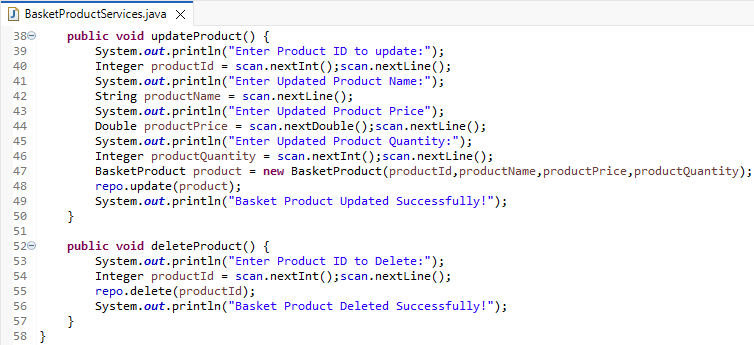 BasketProductServices.java
38 public void updateProduct() {
39 System.out.println("Enter Product ID to update:");
40 Integer productId = scan.nextInt();scan.nextLine();
41 System.out.println("Enter Updated Product Name:");
42 String productName = scan.nextLine();
43 System.out.println("Enter Updated Product Price");
44 Double productPrice = scan.nextDouble();scan.nextLine();
45 System.out.println("Enter Updated Product Quantity:");
46 Integer productQuantity = scan.nextInt();scan.nextLine();
47 BasketProduct product = new BasketProduct(productId,productName,productPrice,productQuantity);
48 repo.update(product);
49 System.out.println("Basket Product Updated Successfully!");
50 }
51
52 public void deleteProduct() {
53 System.out.println("Enter Product ID to Delete:");
54 Integer productId = scan.nextInt();scan.nextLine();
55 repo.delete(productId);
56 System.out.println("Basket Product Deleted Successfully!");
57 }
58 }